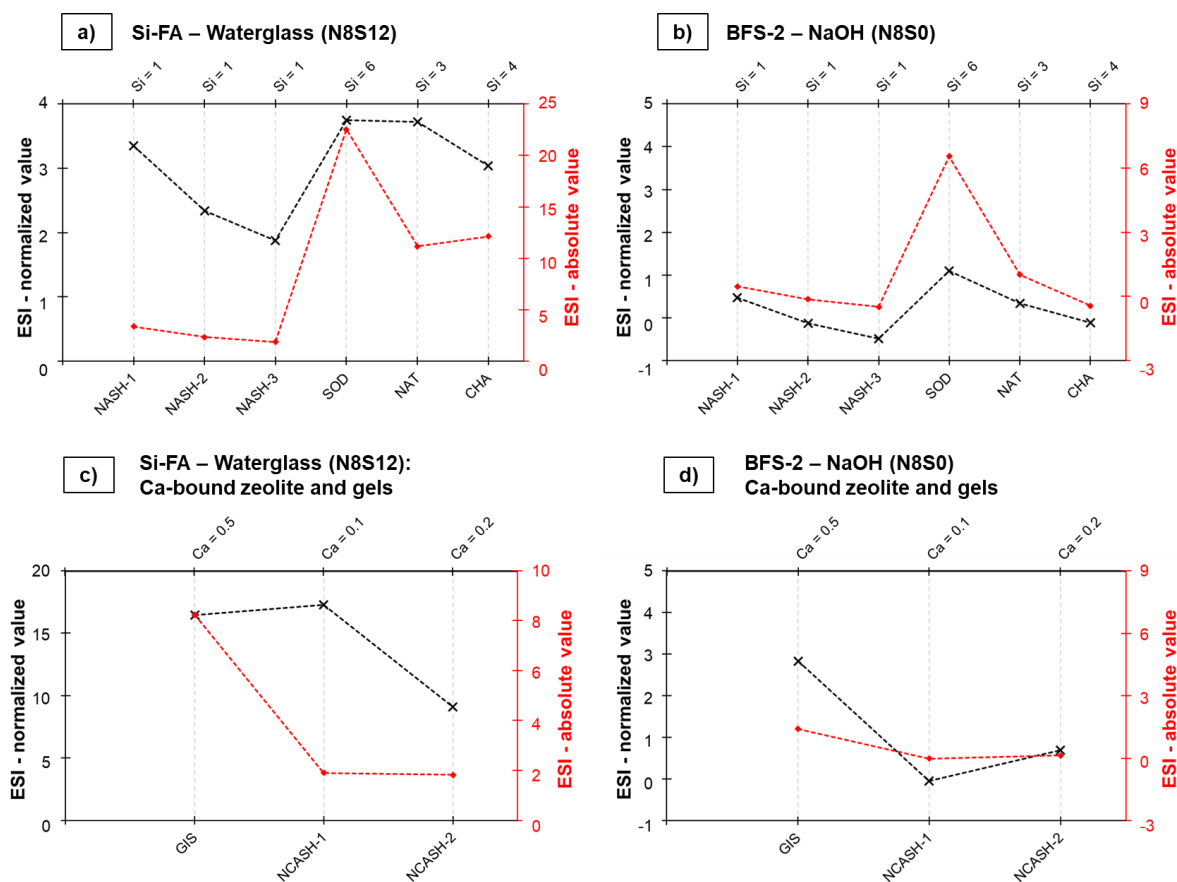 a)
Si-FA – Waterglass (N8S12)
Si = 1
Si = 1
Si = 1
Si = 6
Si = 3
Si = 4
4
3
2
1
0
ESI - normalized value
25
20
15
10
5
0
ESI - absolute value
NASH-1
NASH-2
NASH-3
SOD
NAT
CHA
b)
BFS-2 – NaOH (N8S0)
Si = 1
Si = 1
Si = 1
Si = 6
Si = 3
Si = 4
5
4
3
2
1
0
-1
ESI - normalized value
9
6
3
0
-3
ESI - absolute value
NASH-1
NASH-2
NASH-3
SOD
NAT
CHA
c)
Si-FA – Waterglass (N8S12):
Ca-bound zeolite and gels
Ca = 0.5
Ca = 0.1
Ca = 0.2
20
15
10
5
0
ESI - normalized value
10
8
6
4
2
0
ESI - absolute value
GIS
NCASH-1
NCASH-2
d)
BFS-2 – NaOH (N8S0)
Ca-bound zeolite and gels
Ca = 0.5
Ca = 0.1
Ca = 0.2
5
4
3
2
1
0
-1
ESI - normalized value
9
6
3
0
-3
ESI - absolute value
GIS
NCASH-1
NCASH-2